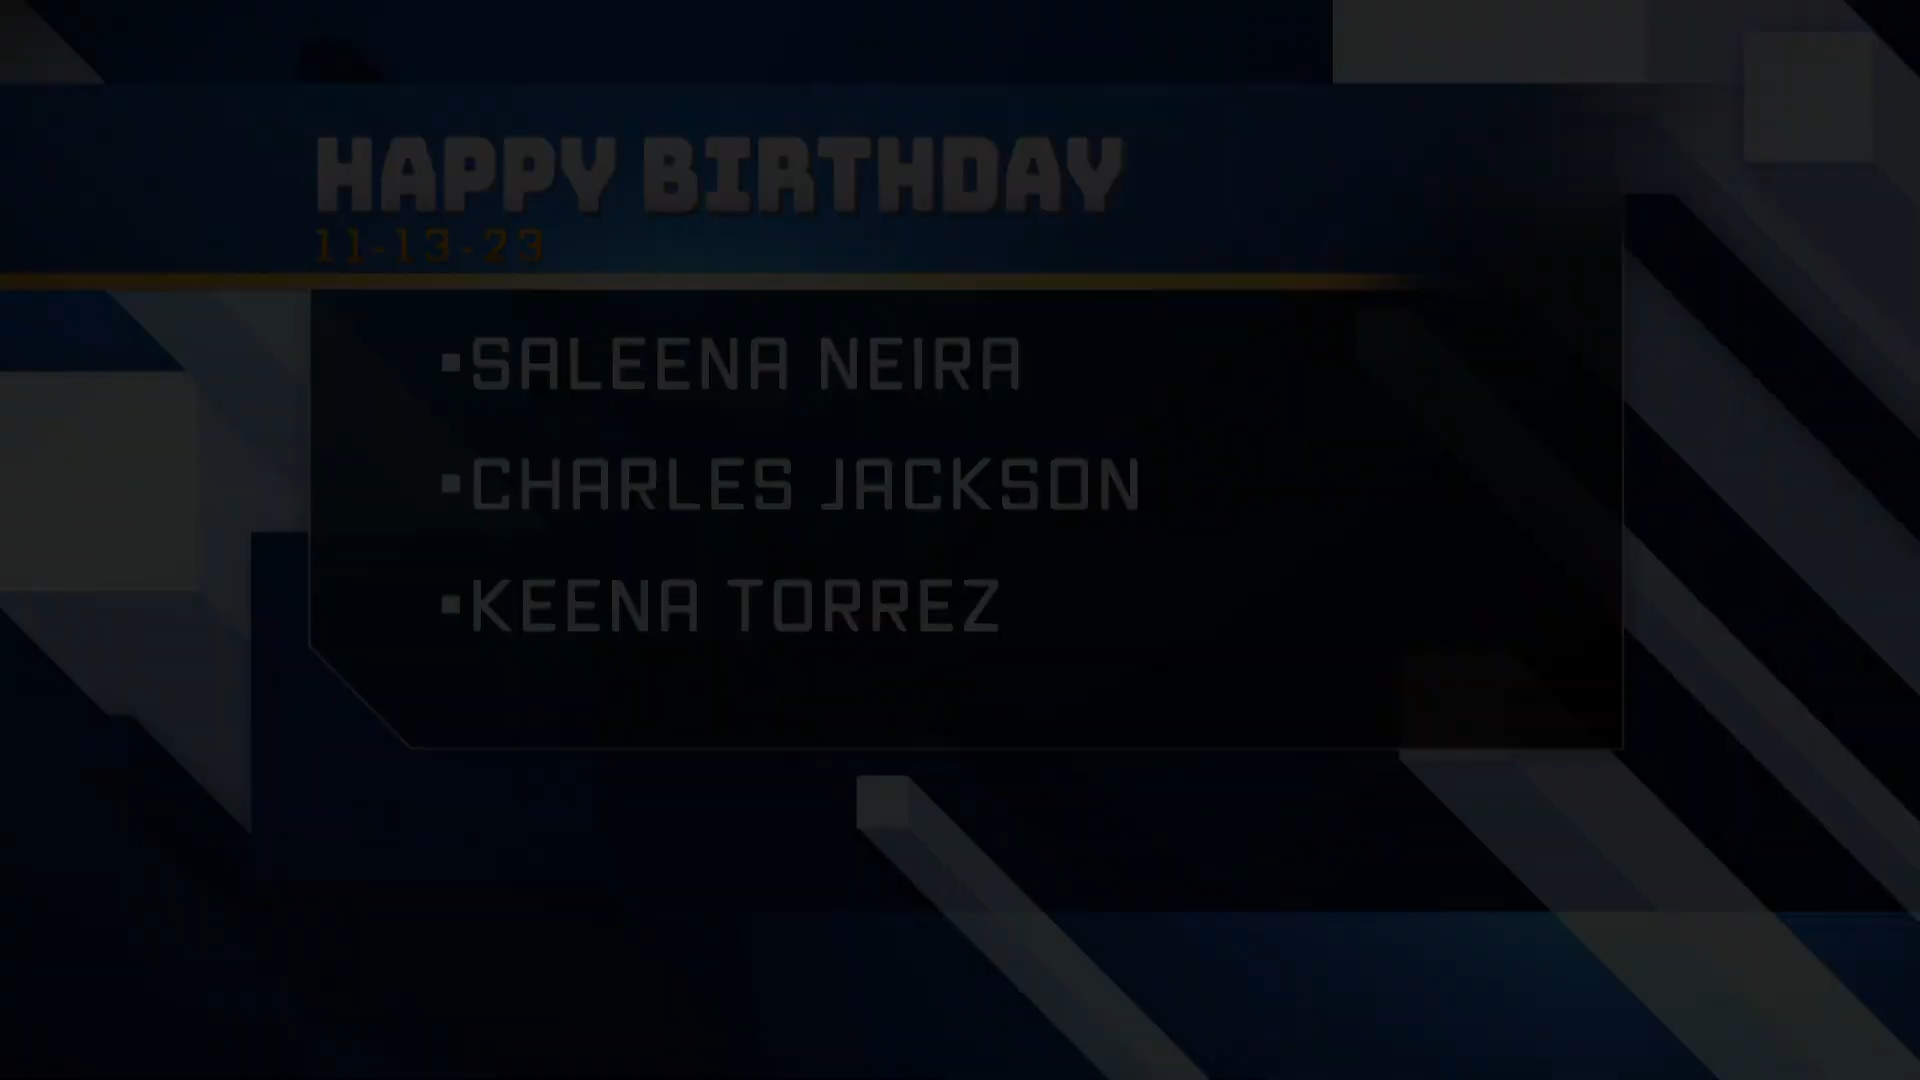 HAPPY BIRTHDAY
11-13-23
▪SALEENA NEIRA
▪CHARLES JACKSON
▪KEENA TORREZ